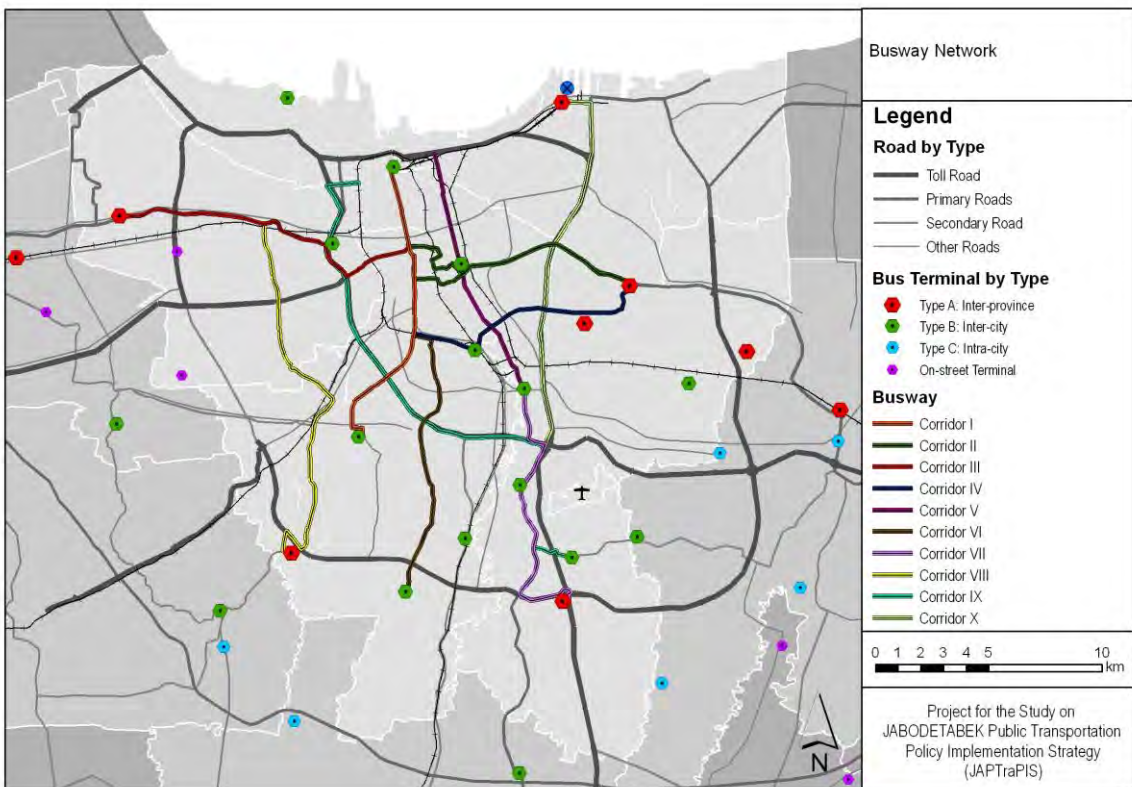 Busway Network
Legend
Road by Type
Toll Road
Primary Roads
Secondary Road
Other Roads
Bus Terminal by Type
Type A: Inter-province
Type B: Inter-city
Type C: Intra-city
On-street Terminal
Busway
Corridor I
Corridor II
Corridor III
Corridor IV
Corridor V
Corridor VI
Corridor VII
Corridor VIII
Corridor IX
Corridor X
0 1 2 3 4 5 10
km
Project for the Study on
JABODETABEK Public Transportation
Policy Implementation Strategy
(JAPTraPIS)
N